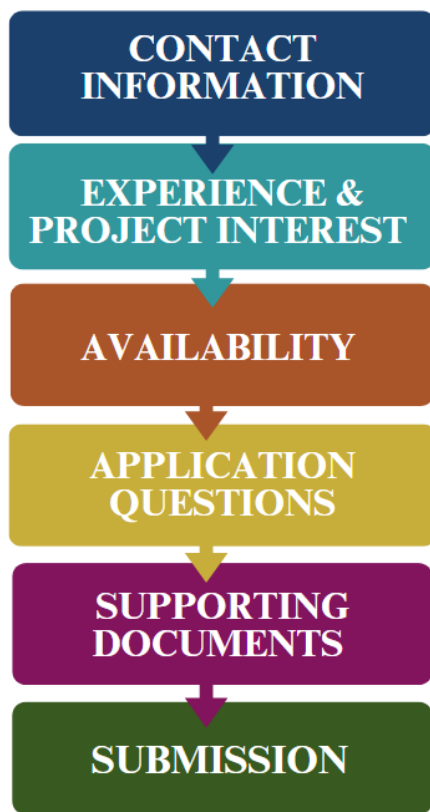 CONTACT
INFORMATION
EXPERIENCE &
PROJECT INTEREST
AVAILABILITY
APPLICATION
QUESTIONS
SUPPORTING
DOCUMENTS
SUBMISSION